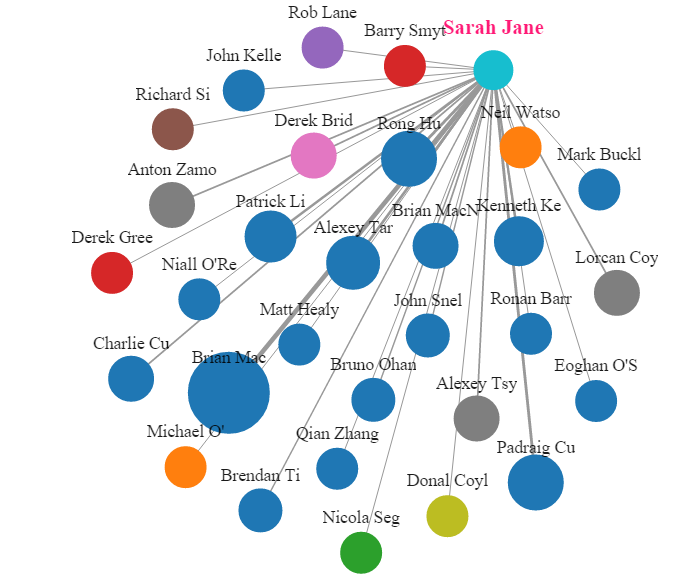 Rob Lane
Sarah Jane
Barry Smyt
John Kelle
Richard Si
Neil Watso
Derek Brid
Rong Hu
Mark Buckl
Anton Zamo
Patrick Li
Brian MacN
Kenneth Ke
Alexey Tar
Derek Gree
Lorcan Coy
Niall O'Re
Matt Healy
John Snel
Ronan Barr
Charlie Cu
Brian Mac
Bruno Ohan
Eoghan O'S
Alexey Tsy
Michael O'
Qian Zhang
Padraig Cu
Brendan Ti
Donal Coyl
Nicola Seg